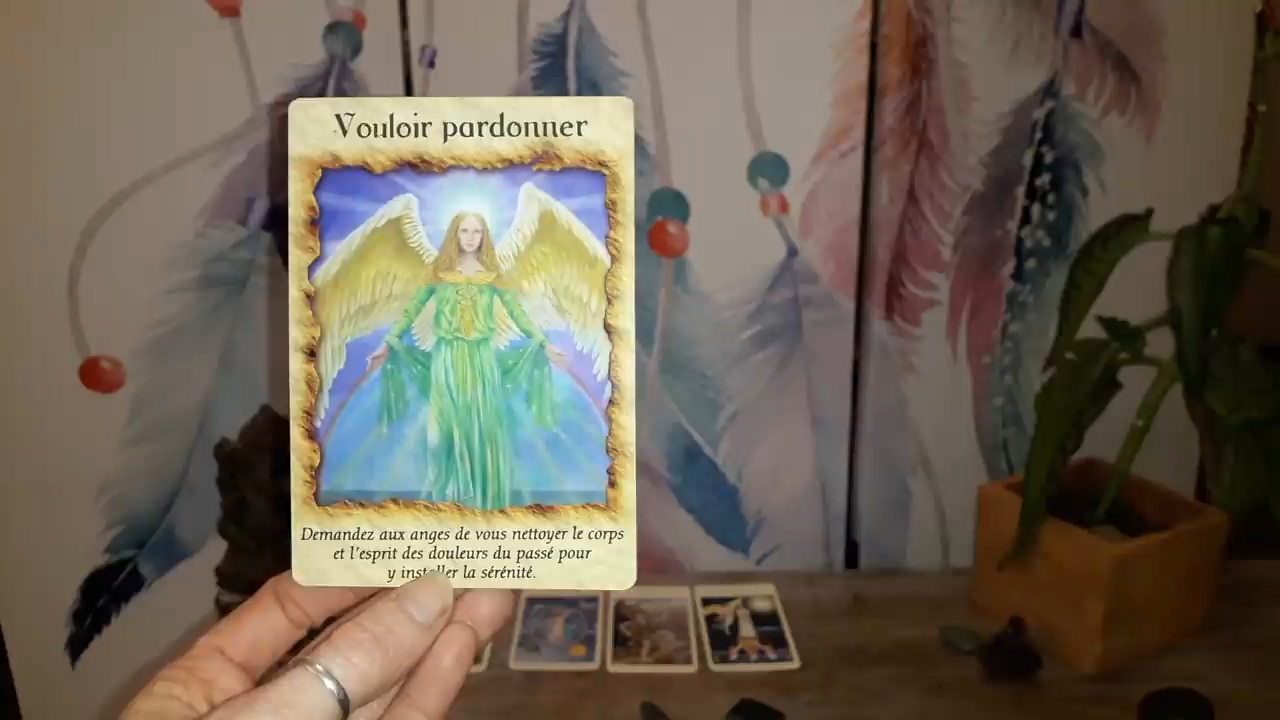 Vouloir pardonner
Demandez aux anges de vous nettoyer le corps
et l'esprit des douleurs du passé pour
y installer la sérénité.